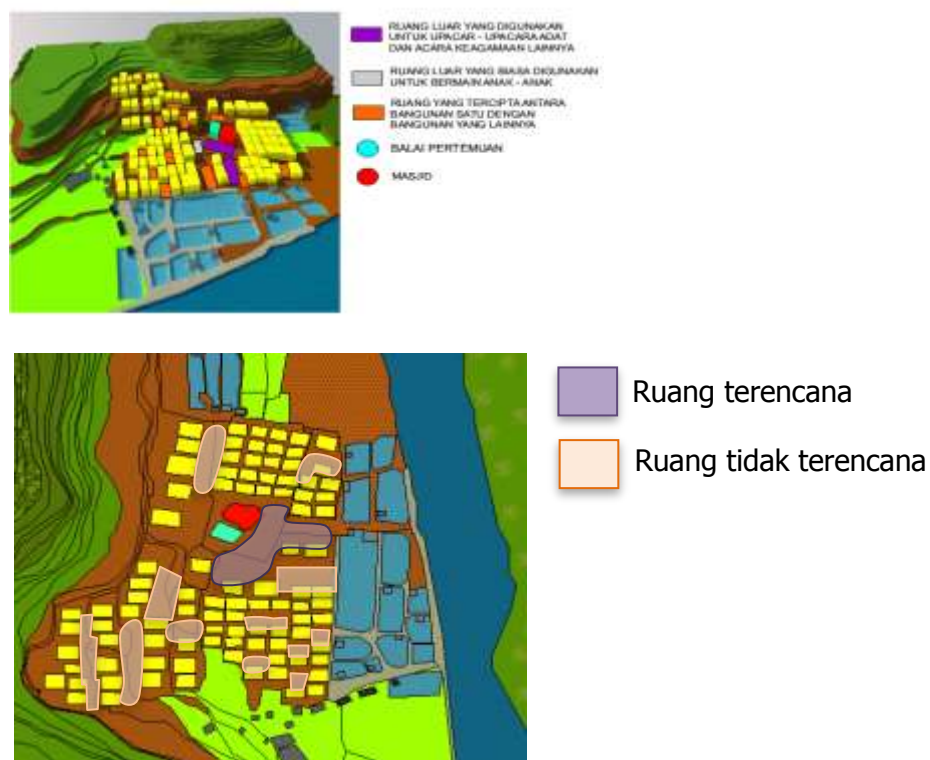 RUANG LUAR YANG DIGUNAKAN
UNTUK UPACAR - UPACARA ADAT
DAN ACARA KEAGAMAAN LAINNYA
RUANG LUAR YANG BIASA DIGUNAKAN
UNTUK BERMAIN ANAK - ANAK
RUANG YANG TERCIPTA ANTARA
BANGUNAN SATU DENGAN
BANGUNAN YANG LAINNYA
BALAI PERTEMUAN
MASJID
Ruang terencana
Ruang tidak terencana